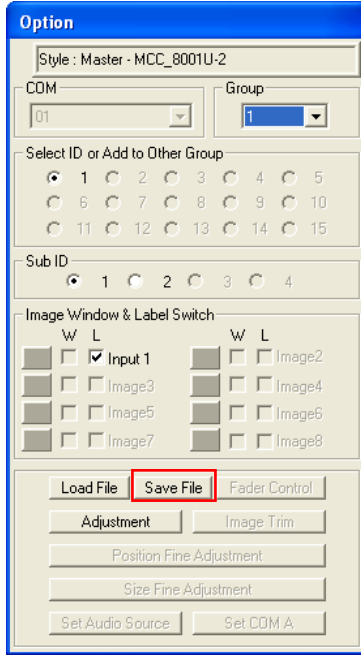 Option
Style : Master - MCC_8001U-2
COM Group
01 1
Select ID or Add to Other Group
1 2 3 4 5
6 7 8 9 10
11 12 13 14 15
Sub ID
1 2 3 4
Image Window & Label Switch
W L W L
Input 1 Image2
Image3 Image4
Image5 Image6
Image7 Image8
Load File Save File Fader Control
Adjustment Image Trim
Position Fine Adjustment
Size Fine Adjustment
Set Audio Source Set COM A